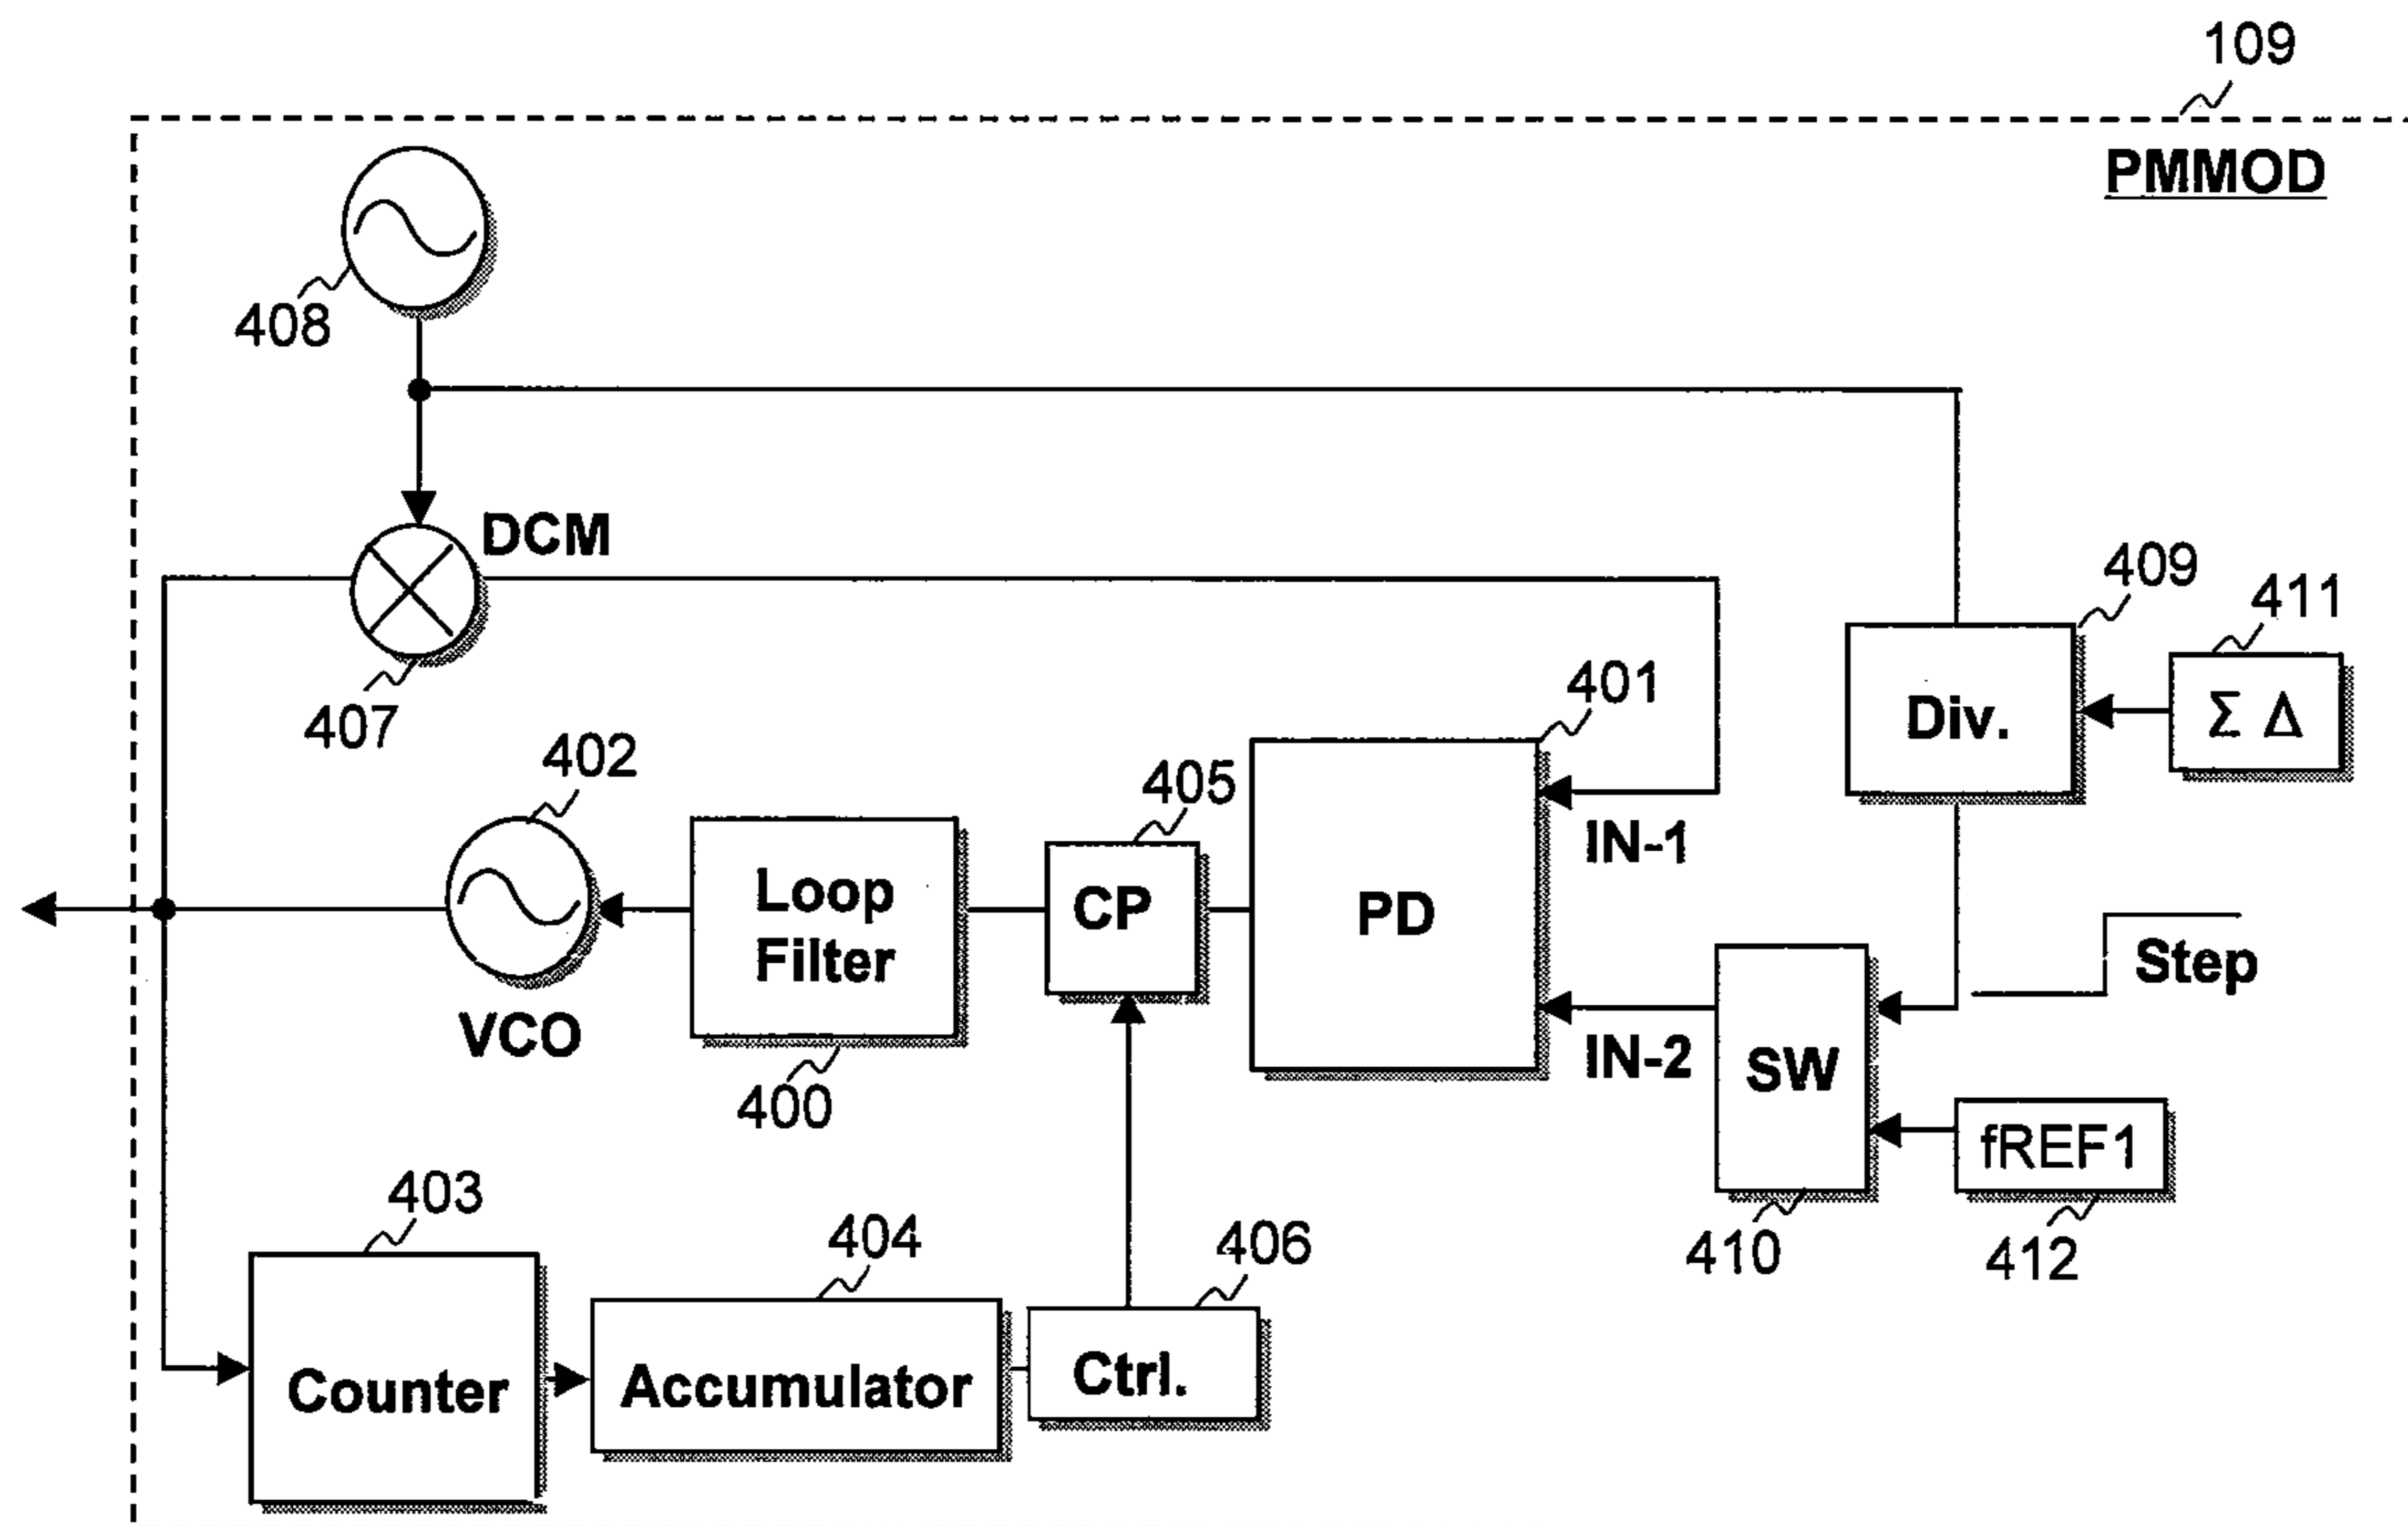 109
PMMOD
408
DCM
407
409
411
Div.
Σ Δ
401
402
405
IN-1
Loop
Filter
CP
PD
Step
VCO
400
IN-2
SW
fREF1
403
404
406
410
412
Counter
Accumulator
Ctrl.